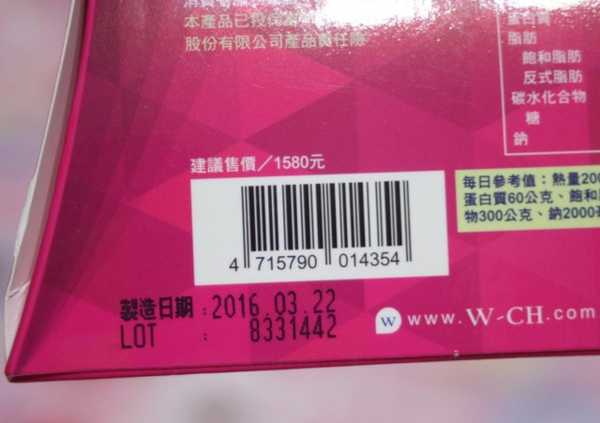 本產品已投保
股份有限公司產品責任險
蛋白質
脂肪
飽和脂肪
反式脂肪
碳水化合物
糖
鈉
建議售價／1580元
4 715790 014354
每日參考值：熱量200
蛋白質60公克、飽和
物300公克、鈉2000
製造日期：2016.03.22
LOT : 8331442
W www.W-CH.com